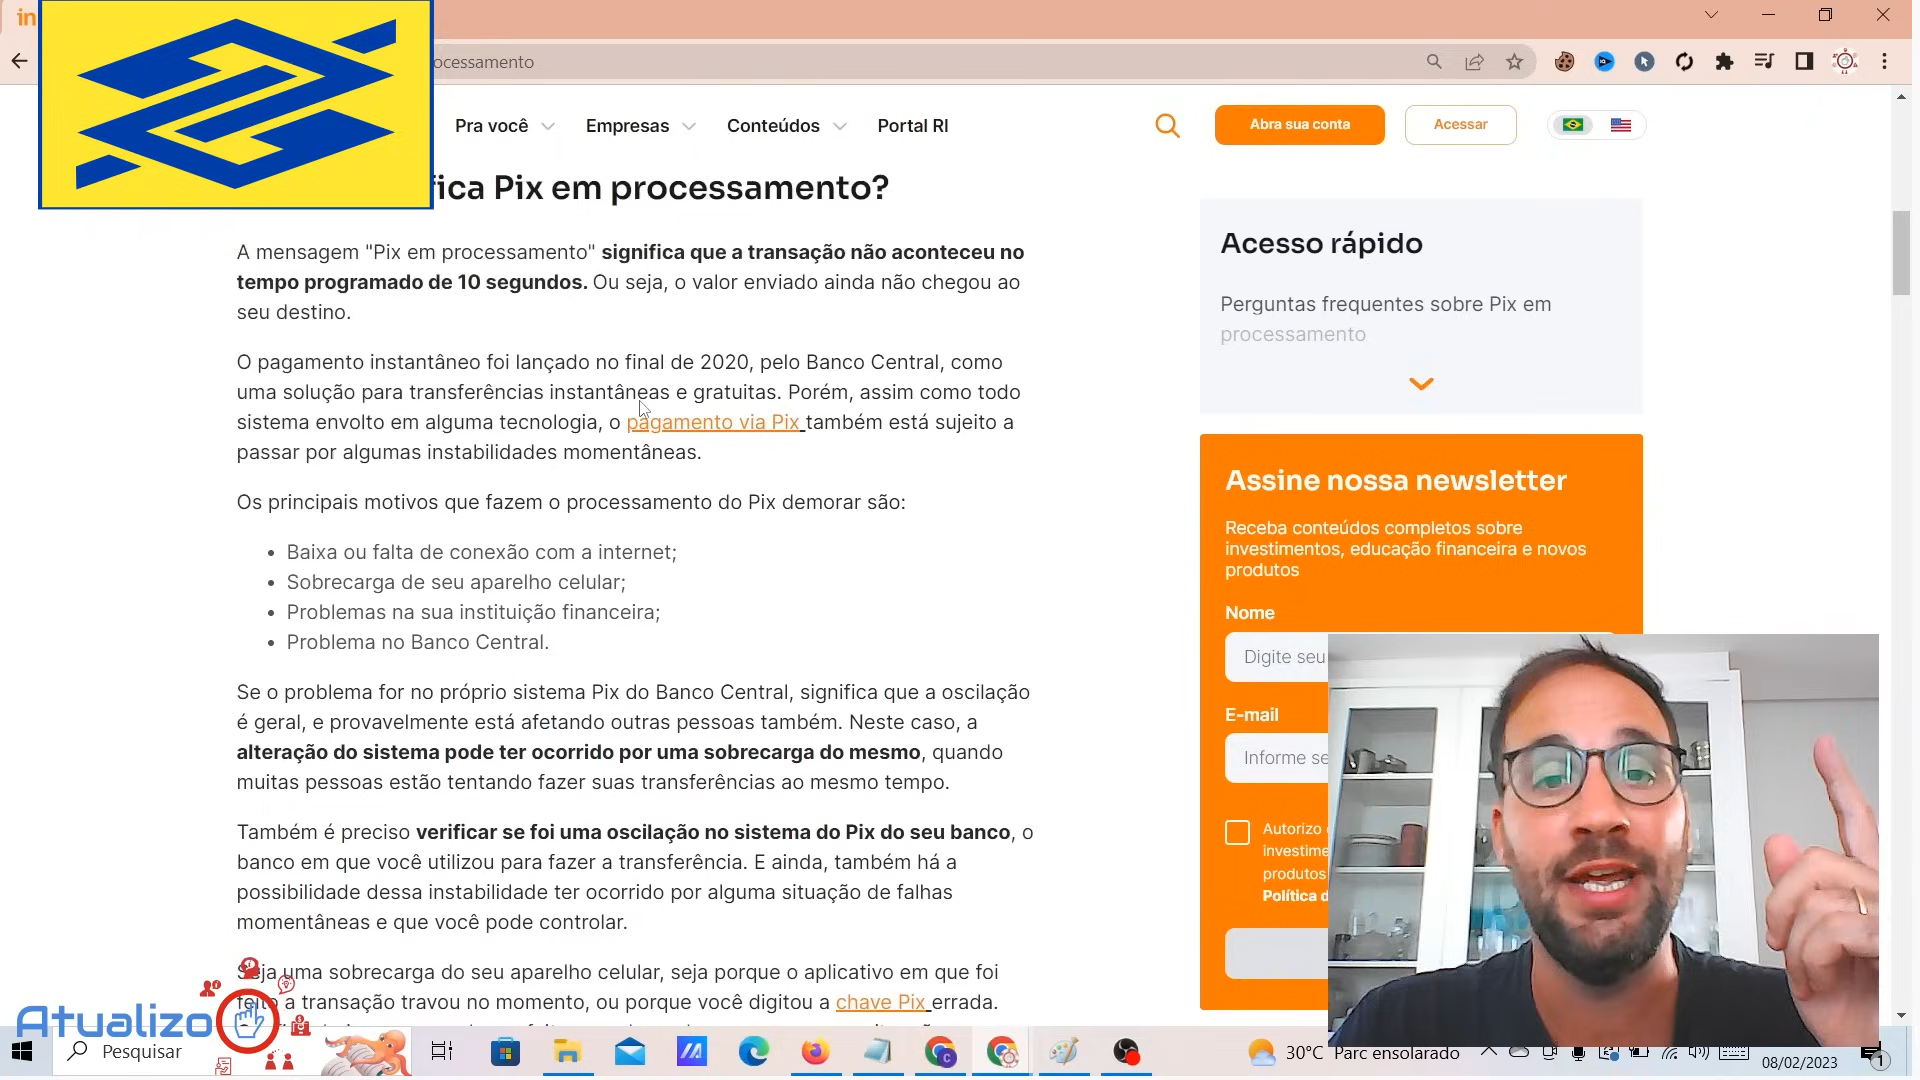 in
ocessamento
Pra você
Empresas
Conteúdos
Portal RI
Abra sua conta
Acessar
fica Pix em processamento?
A mensagem "Pix em processamento" significa que a transação não aconteceu no
tempo programado de 10 segundos. Ou seja, o valor enviado ainda não chegou ao
seu destino.
O pagamento instantâneo foi lançado no final de 2020, pelo Banco Central, como
uma solução para transferências instantâneas e gratuitas. Porém, assim como todo
sistema envolto em alguma tecnologia, o pagamento via Pix também está sujeito a
passar por algumas instabilidades momentâneas.
Os principais motivos que fazem o processamento do Pix demorar são:
• Baixa ou falta de conexão com a internet;
• Sobrecarga de seu aparelho celular;
• Problemas na sua instituição financeira;
• Problema no Banco Central.
Se o problema for no próprio sistema Pix do Banco Central, significa que a oscilação
é geral, e provavelmente está afetando outras pessoas também. Neste caso, a
alteração do sistema pode ter ocorrido por uma sobrecarga do mesmo, quando
muitas pessoas estão tentando fazer suas transferências ao mesmo tempo.
Também é preciso verificar se foi uma oscilação no sistema do Pix do seu banco, o
banco em que você utilizou para fazer a transferência. E ainda, também há a
possibilidade dessa instabilidade ter ocorrido por alguma situação de falhas
momentâneas e que você pode controlar.
Seja uma sobrecarga do seu aparelho celular, seja porque o aplicativo em que foi
feito a transação travou no momento, ou porque você digitou a chave Pix errada.
Acesso rápido
Perguntas frequentes sobre Pix em
processamento
Assine nossa newsletter
Receba conteúdos completos sobre
investimentos, educação financeira e novos
produtos
Nome
Digite seu
E-mail
Informe se
Autorizo
investime
produtos
Política d
Atualizo
Pesquisar
30°C Parc ensolarado
08/02/2023
1